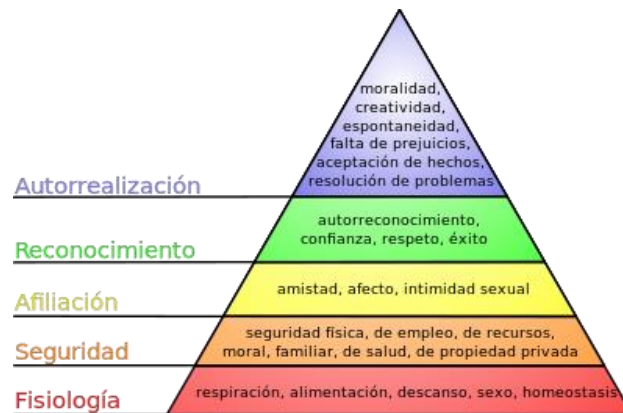 moralidad,
creatividad,
espontaneidad,
falta de prejuicios,
aceptación de hechos,
resolución de problemas
Autorrealización
autorreconocimiento,
confianza, respeto, éxito
Reconocimiento
amistad, afecto, intimidad sexual
Afiliación
seguridad física, de empleo, de recursos,
moral, familiar, de salud, de propiedad privada
Seguridad
respiración, alimentación, descanso, sexo, homeostasis
Fisiología